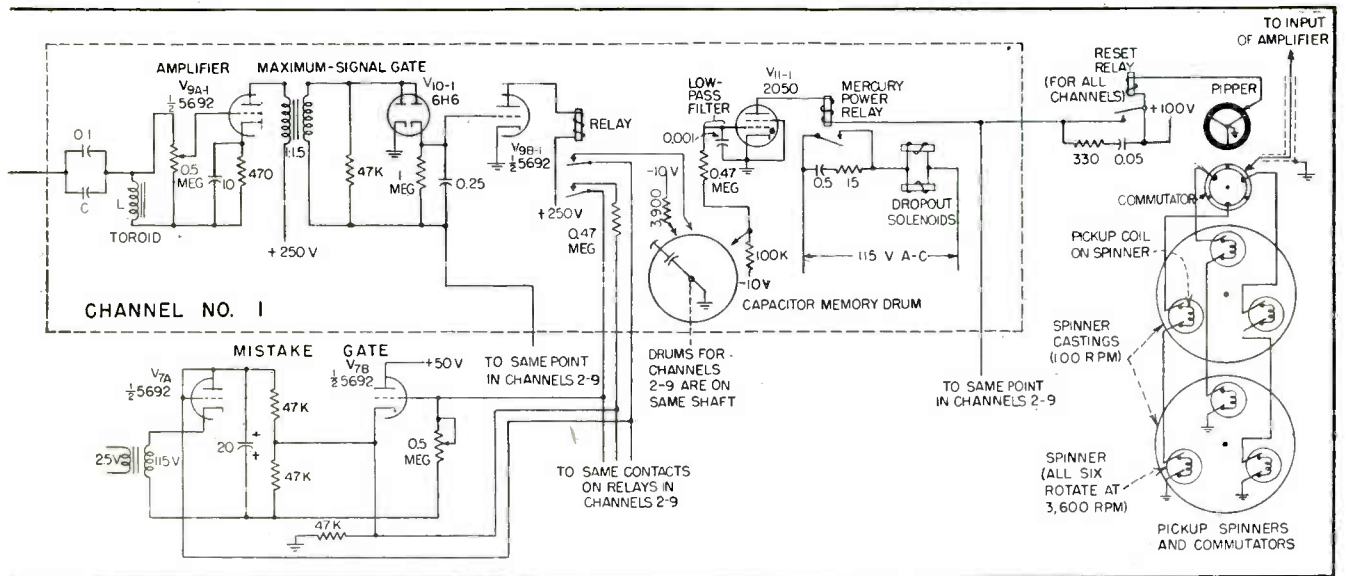 TO INPUT
OF AMPLIFIER
RESET
RELAY
(FOR ALL
CHANNELS)
PIPPER
+100V
330
0.05
COMMUTATOR
PICKUP COIL
ON SPINNER
SPINNER
CASTINGS
(100 RPM)
SPINNER
(ALL SIX
ROTATE AT
3,600 RPM)
PICKUP SPINNERS
AND COMMUTATORS
AMPLIFIER
V9A-1
½ 5692
MAXIMUM-SIGNAL GATE
V10-1
6H6
0.1
C
L
TOROID
0.5
MEG
10
470
1:1.5
+250V
47K
1
MEG
0.25
V9B-1
½ 5692
RELAY
+250V
0.47
MEG
LOW-
PASS
FILTER
V11-1
2050
0.001
0.47
MEG
MERCURY
POWER
RELAY
-10V
3,900
100K
-10V
0.5
15
DROPOUT
SOLENOIDS
115 V A-C
CAPACITOR MEMORY DRUM
CHANNEL NO. 1
MISTAKE GATE
V7A
½ 5692
V7B
½ 5692
+50V
25V
115V
20
+
+
47K
47K
0.5
MEG
47K
TO SAME POINT
IN CHANNELS 2-9
DRUMS FOR
CHANNELS
2-9 ARE ON
SAME SHAFT
TO SAME CONTACTS
ON RELAYS IN
CHANNELS 2-9
TO SAME POINT
IN CHANNELS 2-9